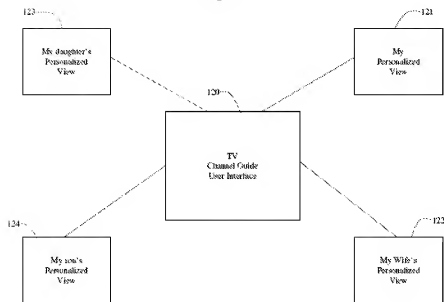 123
121
My daughter's
Personalized
View
My
Personalized
View
120
TV
Channel Guide
User Interface
124
122
My son's
Personalized
View
My Wife's
Personalized
View